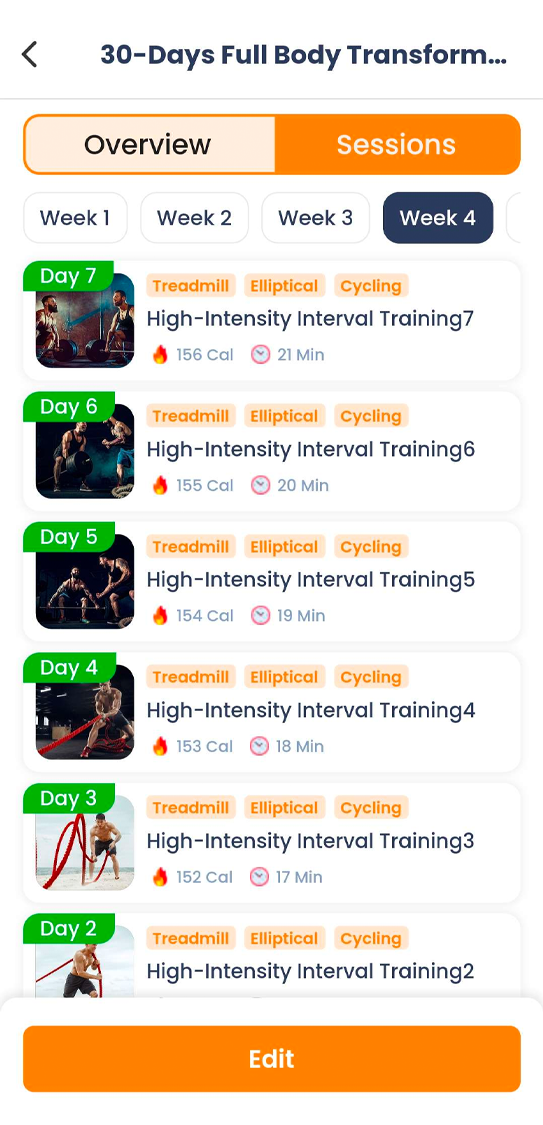 30-Days Full Body Transform...
Overview
Sessions
Week 1
Week 2
Week 3
Week 4
Day 7
Treadmill Elliptical Cycling
High-Intensity Interval Training7
156 Cal 21 Min
Day 6
Treadmill Elliptical Cycling
High-Intensity Interval Training6
155 Cal 20 Min
Day 5
Treadmill Elliptical Cycling
High-Intensity Interval Training5
154 Cal 19 Min
Day 4
Treadmill Elliptical Cycling
High-Intensity Interval Training4
153 Cal 18 Min
Day 3
Treadmill Elliptical Cycling
High-Intensity Interval Training3
152 Cal 17 Min
Day 2
Treadmill Elliptical Cycling
High-Intensity Interval Training2
Edit